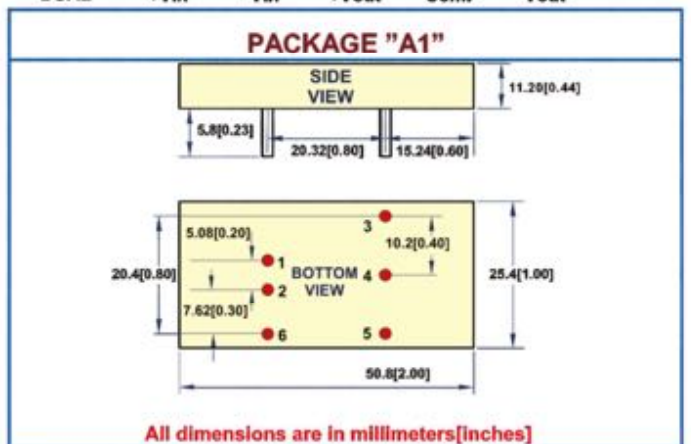 PACKAGE "A1"
SIDE
VIEW
11.20[0.44]
5.8[0.23]
20.32[0.80]
15.24[0.60]
3
5.08[0.20]
10.2[0.40]
1
20.4[0.80]
BOTTOM
VIEW
4
25.4[1.00]
2
7.62[0.30]
6
5
50.8[2.00]
All dimensions are in millimeters[inches]